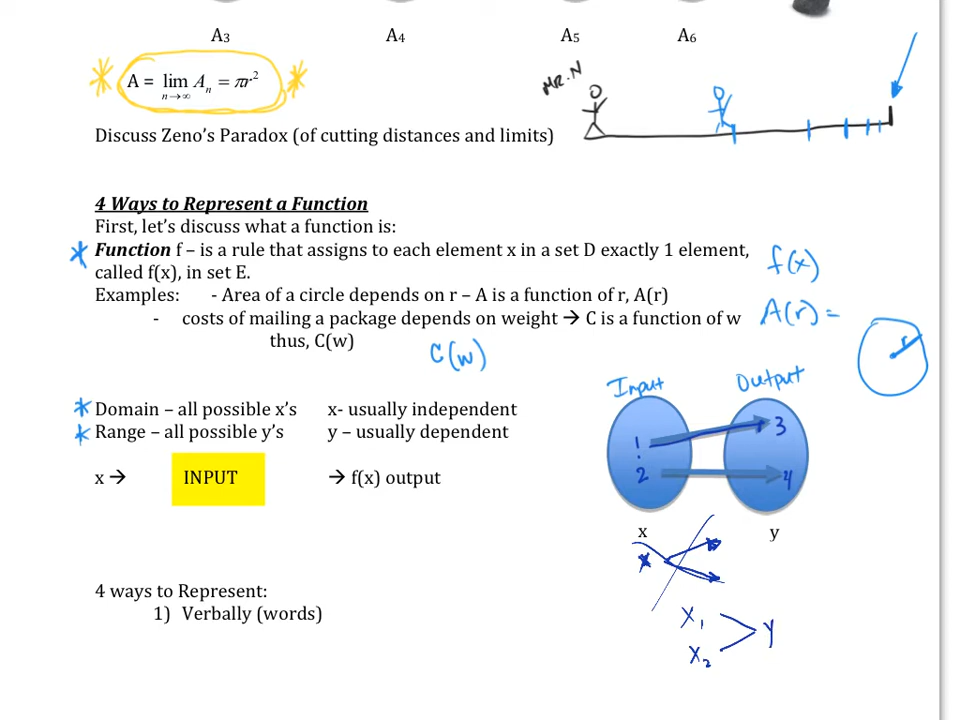 A3 A4 A5 A6
MR. N
A = lim Aₙ = πr²
n→∞
Discuss Zeno's Paradox (of cutting distances and limits)
4 Ways to Represent a Function
First, let's discuss what a function is:
* Function f – is a rule that assigns to each element x in a set D exactly 1 element,
called f(x), in set E.
f(x)
Examples: - Area of a circle depends on r – A is a function of r, A(r)
- costs of mailing a package depends on weight → C is a function of w
thus, C(w)
A(r) =
r
C(w)
Input Output
* Domain – all possible x's x- usually independent
* Range – all possible y's y – usually dependent
1 3
2 4
x → INPUT → f(x) output
x y
x
4 ways to Represent:
1) Verbally (words)
x₁
x₂ > y